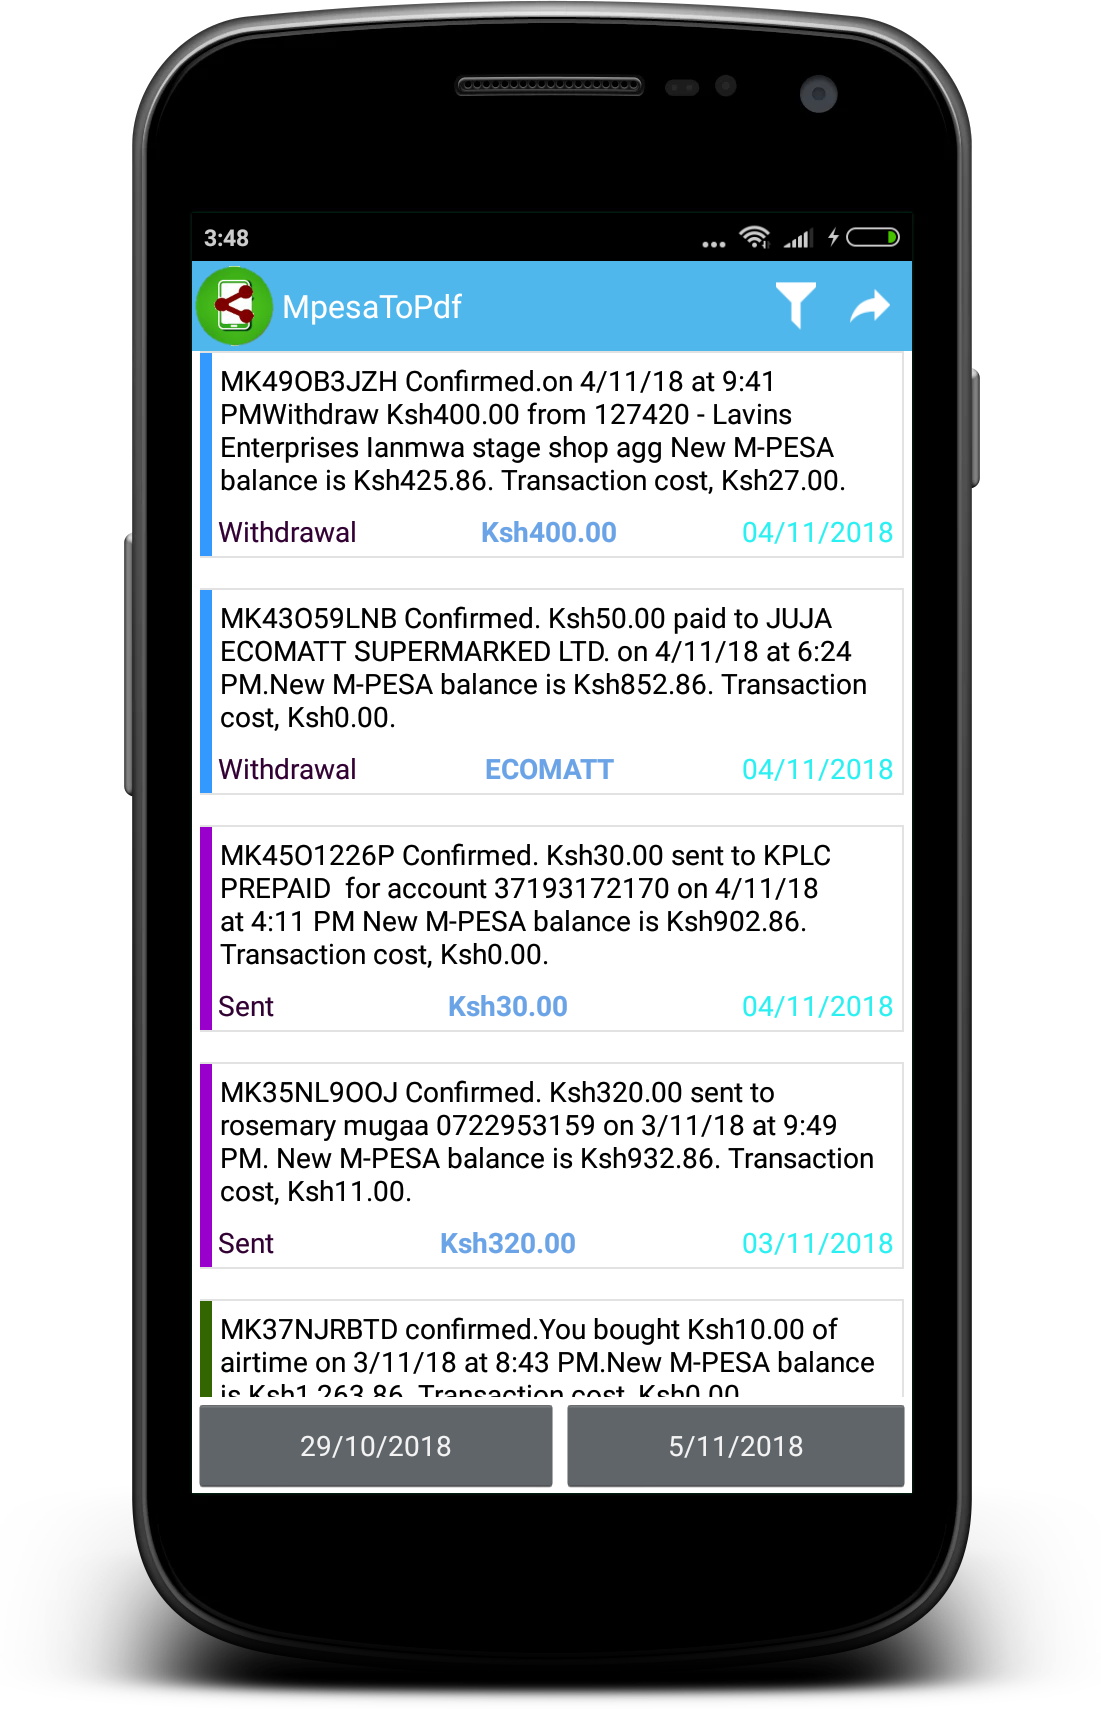 3:48
MpesaToPdf
MK49OB3JZH Confirmed.on 4/11/18 at 9:41
PMWithdraw Ksh400.00 from 127420 - Lavins
Enterprises Ianmwa stage shop agg New M-PESA
balance is Ksh425.86. Transaction cost, Ksh27.00.
Withdrawal Ksh400.00 04/11/2018
MK43O59LNB Confirmed. Ksh50.00 paid to JUJA
ECOMATT SUPERMARKED LTD. on 4/11/18 at 6:24
PM.New M-PESA balance is Ksh852.86. Transaction
cost, Ksh0.00.
Withdrawal ECOMATT 04/11/2018
MK45O1226P Confirmed. Ksh30.00 sent to KPLC
PREPAID  for account 37193172170 on 4/11/18
at 4:11 PM New M-PESA balance is Ksh902.86.
Transaction cost, Ksh0.00.
Sent Ksh30.00 04/11/2018
MK35NL9OOJ Confirmed. Ksh320.00 sent to
rosemary mugaa 0722953159 on 3/11/18 at 9:49
PM. New M-PESA balance is Ksh932.86. Transaction
cost, Ksh11.00.
Sent Ksh320.00 03/11/2018
MK37NJRBTD confirmed.You bought Ksh10.00 of
airtime on 3/11/18 at 8:43 PM.New M-PESA balance
is Ksh1,263.86. Transaction cost, Ksh0.00.
29/10/2018 5/11/2018